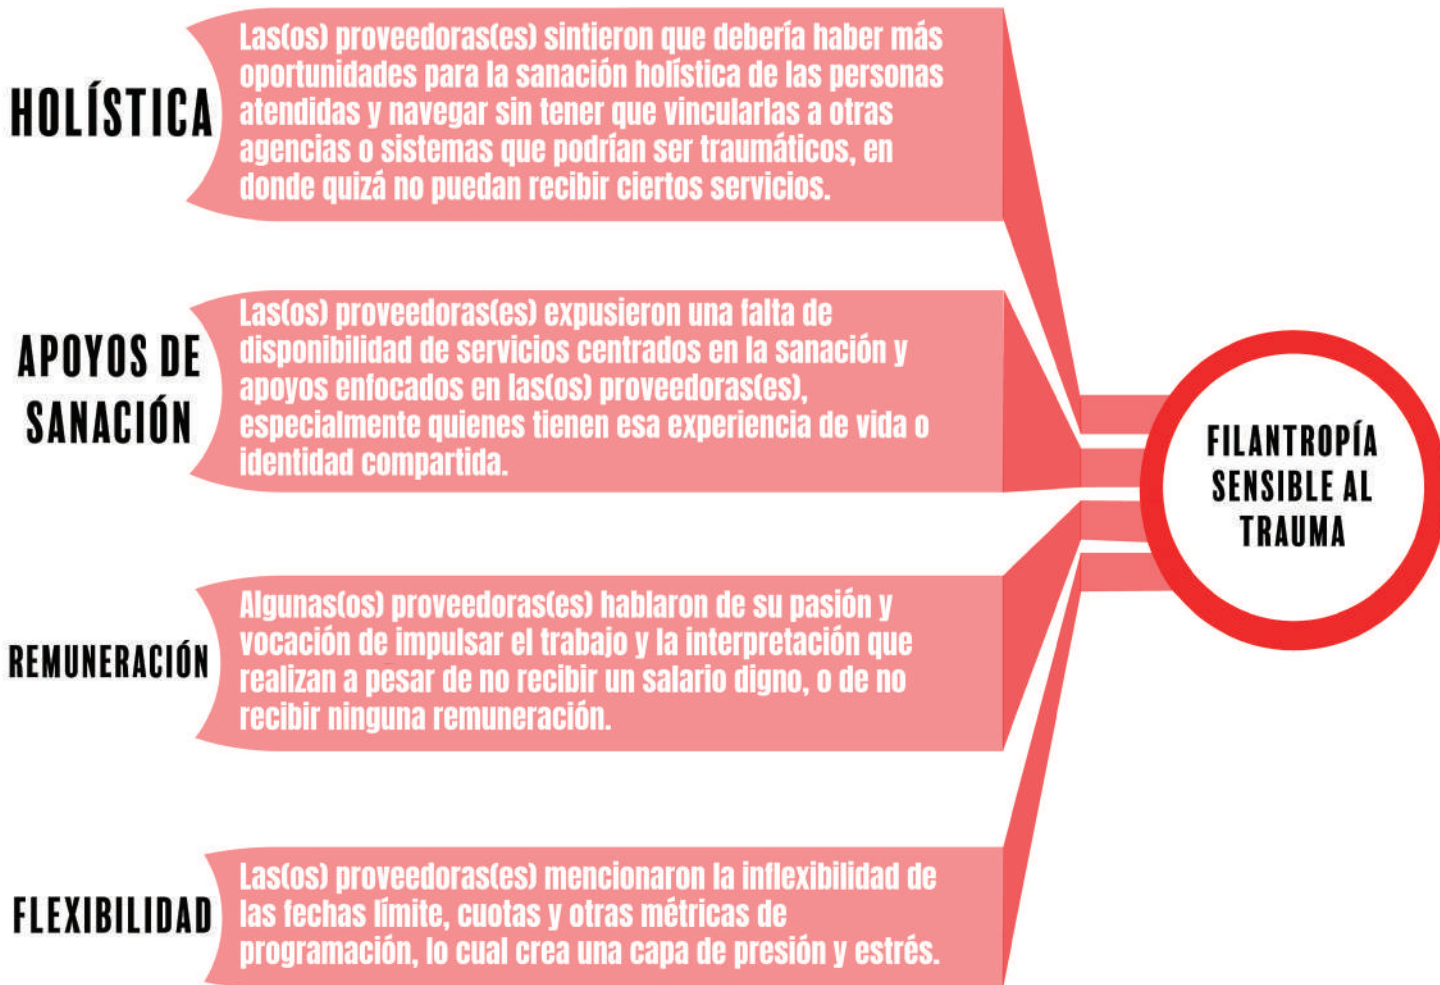 HOLÍSTICA
Las(os) proveedoras(es) sintieron que debería haber más
oportunidades para la sanación holística de las personas
atendidas y navegar sin tener que vincularlas a otras
agencias o sistemas que podrían ser traumáticos, en
donde quizá no puedan recibir ciertos servicios.
APOYOS DE
SANACIÓN
Las(os) proveedoras(es) expusieron una falta de
disponibilidad de servicios centrados en la sanación y
apoyos enfocados en las(os) proveedoras(es),
especialmente quienes tienen esa experiencia de vida o
identidad compartida.
REMUNERACIÓN
Algunas(os) proveedoras(es) hablaron de su pasión y
vocación de impulsar el trabajo y la interpretación que
realizan a pesar de no recibir un salario digno, o de no
recibir ninguna remuneración.
FLEXIBILIDAD
Las(os) proveedoras(es) mencionaron la inflexibilidad de
las fechas límite, cuotas y otras métricas de
programación, lo cual crea una capa de presión y estrés.
FILANTROPÍA
SENSIBLE AL
TRAUMA